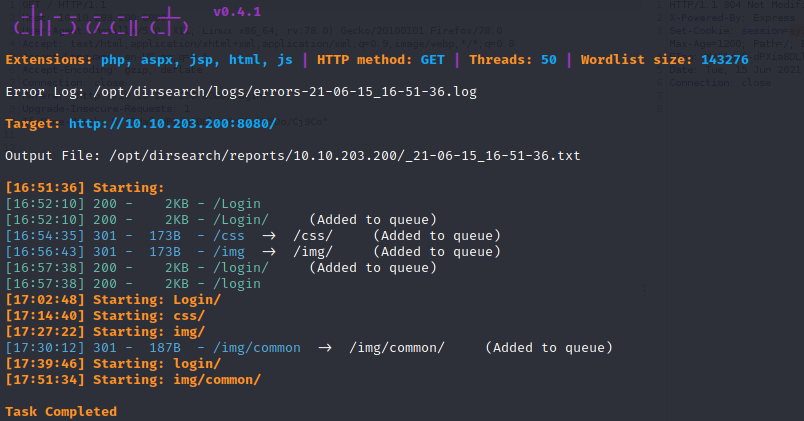 _|. _ _ _ _ _ _|_ v0.4.1
(_||| _) (/_(_|| (_| )
Extensions: php, aspx, jsp, html, js | HTTP method: GET | Threads: 50 | Wordlist size: 143276
Error Log: /opt/dirsearch/logs/errors-21-06-15_16-51-36.log
Target: http://10.10.203.200:8080/
Output File: /opt/dirsearch/reports/10.10.203.200/_21-06-15_16-51-36.txt
[16:51:36] Starting:
[16:52:10] 200 - 2KB - /Login
[16:52:10] 200 - 2KB - /Login/ (Added to queue)
[16:54:35] 301 - 173B - /css → /css/ (Added to queue)
[16:56:43] 301 - 173B - /img → /img/ (Added to queue)
[16:57:38] 200 - 2KB - /login/ (Added to queue)
[16:57:38] 200 - 2KB - /login
[17:02:48] Starting: Login/
[17:14:40] Starting: css/
[17:27:22] Starting: img/
[17:30:12] 301 - 187B - /img/common → /img/common/ (Added to queue)
[17:39:46] Starting: login/
[17:51:34] Starting: img/common/
Task Completed